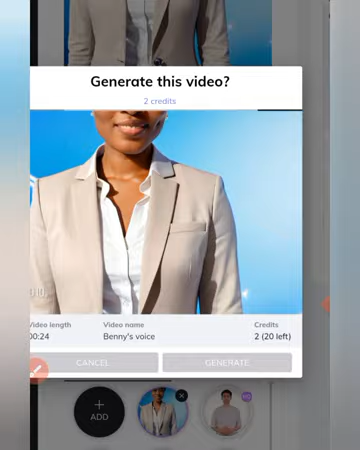 Generate this video?
2 credits
Video length
Video name
Credits
00:24
Benny's voice
2 (20 left)
CANCEL
GENERATE
+
ADD